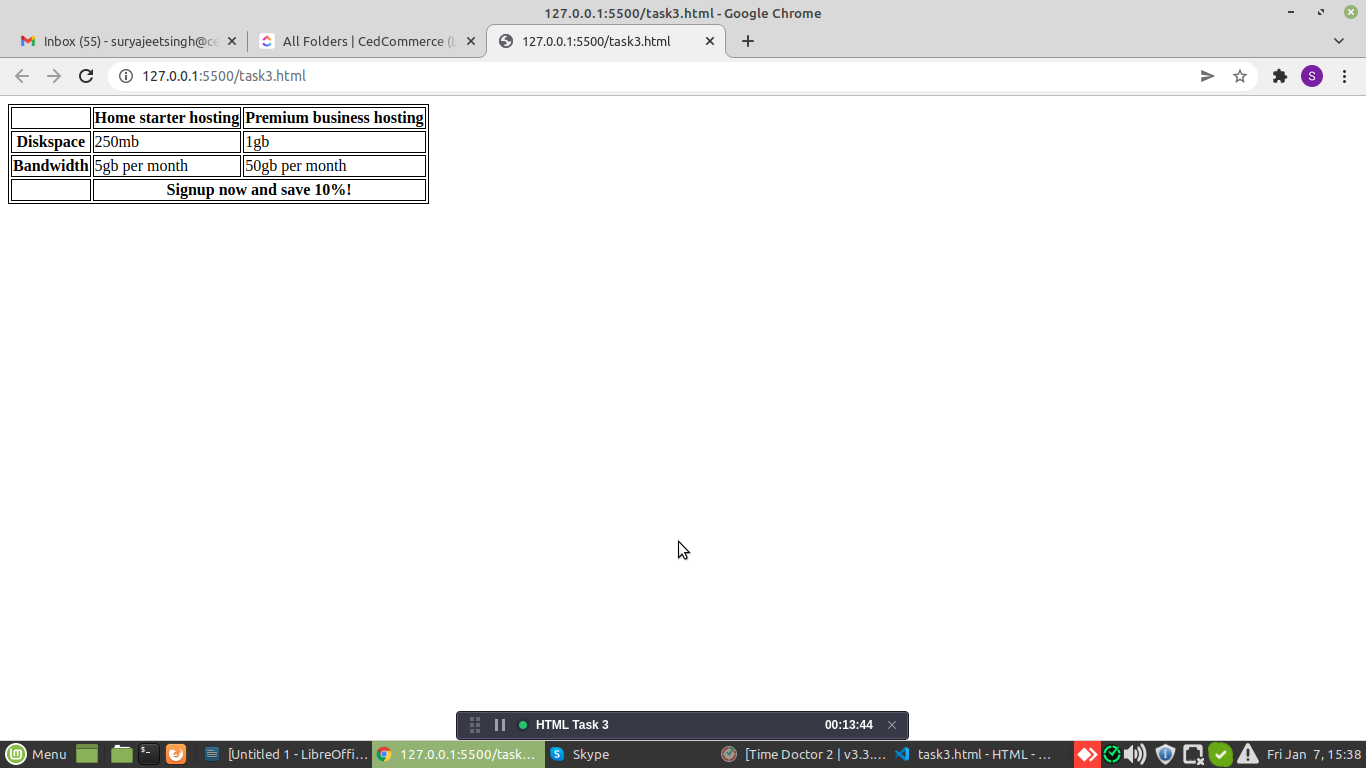 127.0.0.1:5500/task3.html - Google Chrome
Inbox (55) - suryajeetsingh@ce
All Folders | CedCommerce (L
127.0.0.1:5500/task3.html
127.0.0.1:5500/task3.html
S
Home starter hosting Premium business hosting
Diskspace 250mb 1gb
Bandwidth 5gb per month 50gb per month
Signup now and save 10%!
HTML Task 3 00:13:44
Menu [Untitled 1 - LibreOffi... 127.0.0.1:5500/task... Skype [Time Doctor 2 | v3.3.... task3.html - HTML - ... Fri Jan 7, 15:38